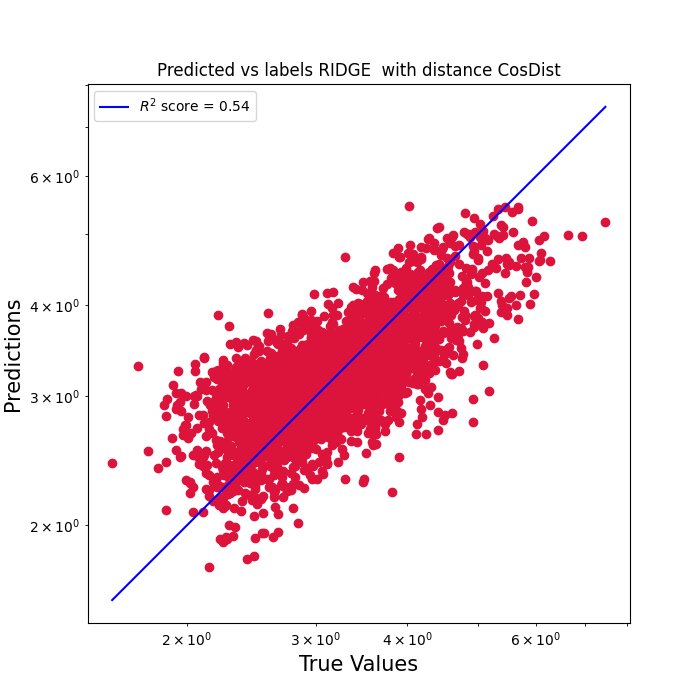 Predicted vs labels RIDGE  with distance CosDist
R² score = 0.54
6 × 10⁰
4 × 10⁰
3 × 10⁰
2 × 10⁰
Predictions
2 × 10⁰ 3 × 10⁰ 4 × 10⁰ 6 × 10⁰
True Values